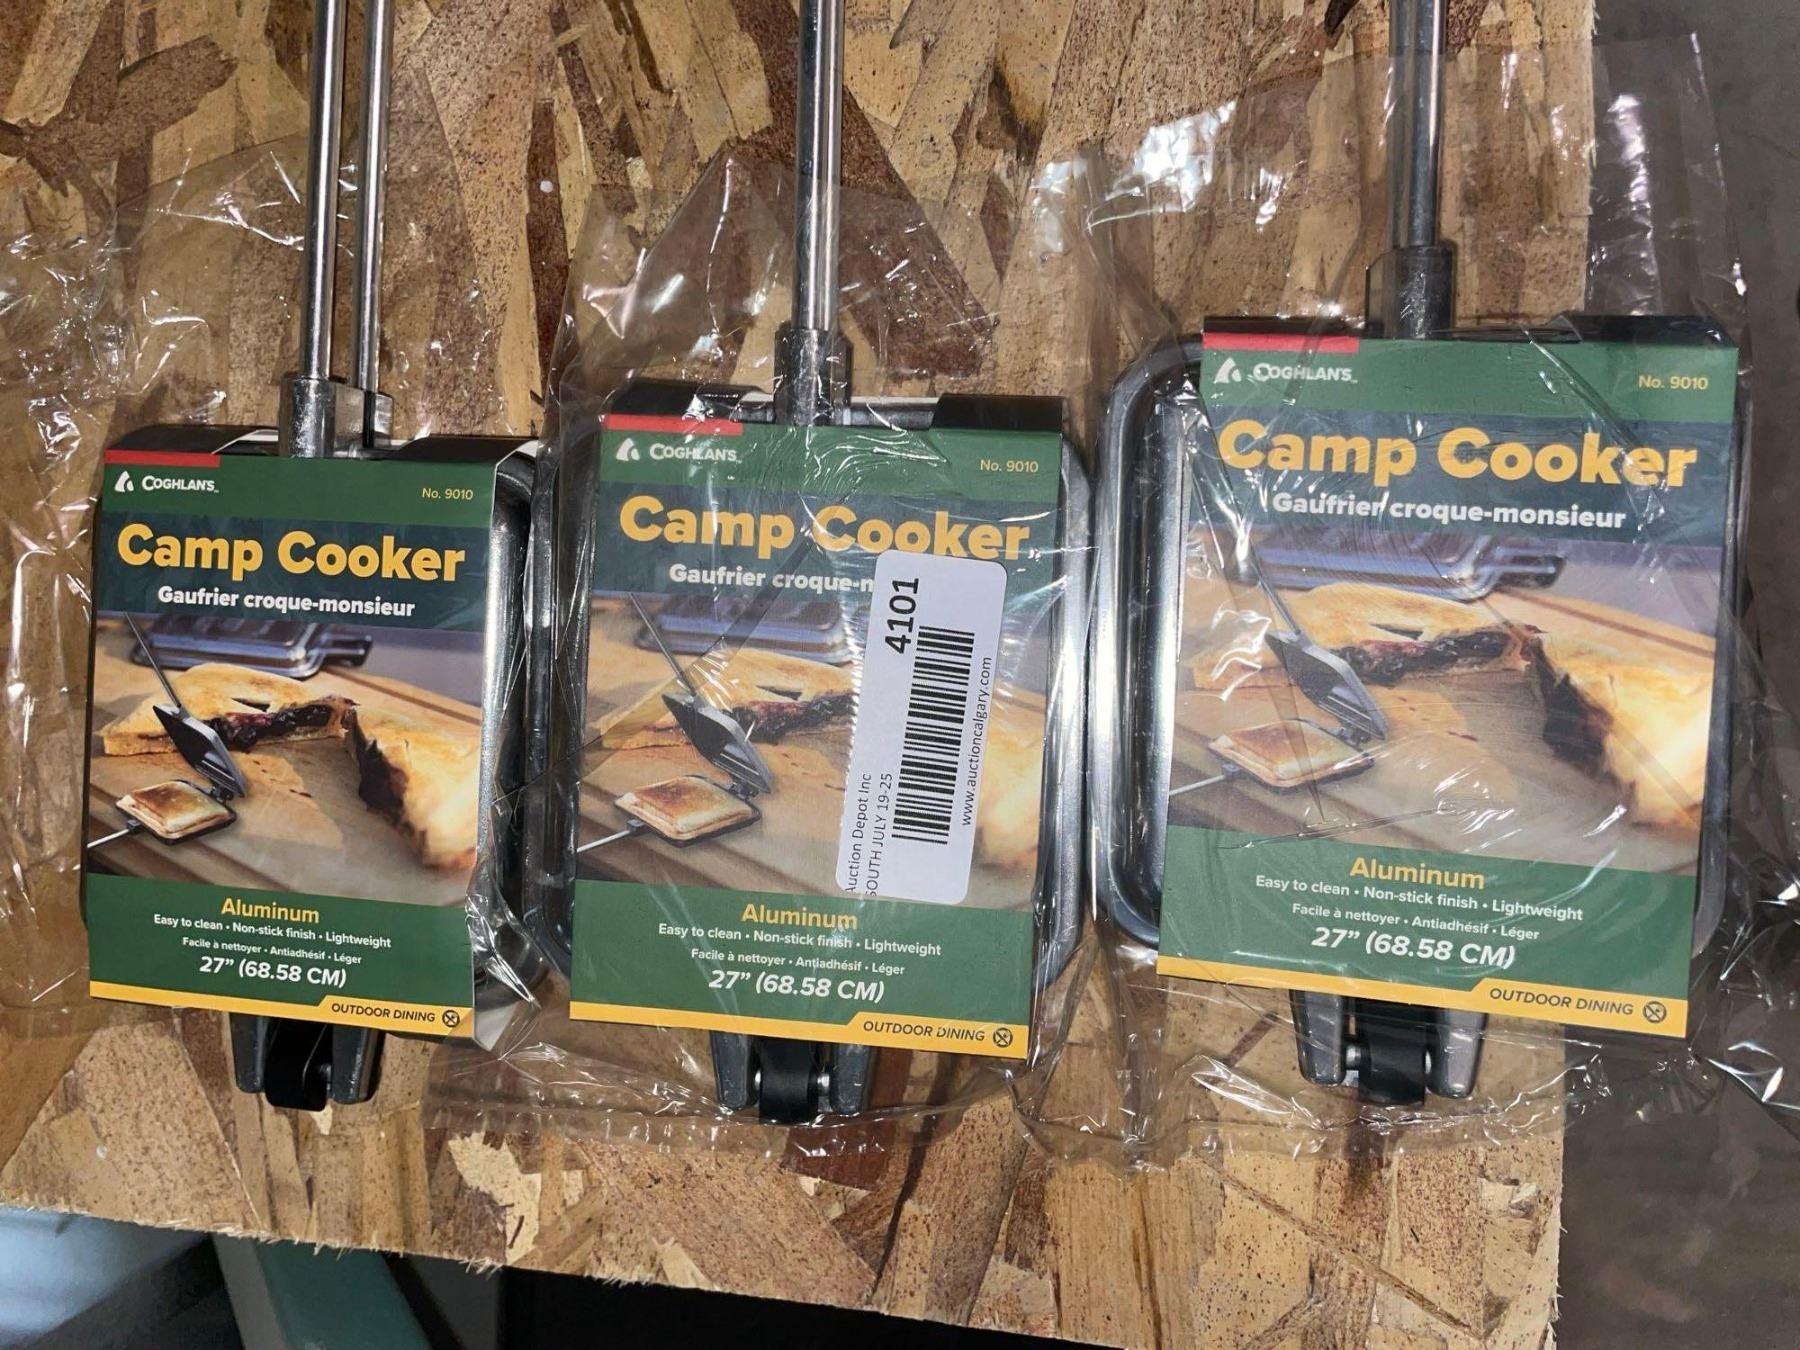 COGHLAN'S
No. 9010
Camp Cooker
Gaufrier croque-monsieur
Aluminum
Easy to clean • Non-stick finish • Lightweight
Facile à nettoyer • Antiadhésif • Léger
27” (68.58 CM)
OUTDOOR DINING
COGHLAN'S
No. 9010
Camp Cooker
Gaufrier
4101
Auction Depot Inc
SOUTH JULY 19-25
www.auctioncalgary.com
Aluminum
Easy to clean • Non-stick finish • Lightweight
Facile à nettoyer • Antiadhésif • Léger
27” (68.58 CM)
OUTDOOR DINING
COGHLAN'S
No. 9010
Camp Cooker
Gaufrier croque-monsieur
Aluminum
Easy to clean • Non-stick finish • Lightweight
Facile à nettoyer • Antiadhésif • Léger
27” (68.58 CM)
OUTDOOR DINING